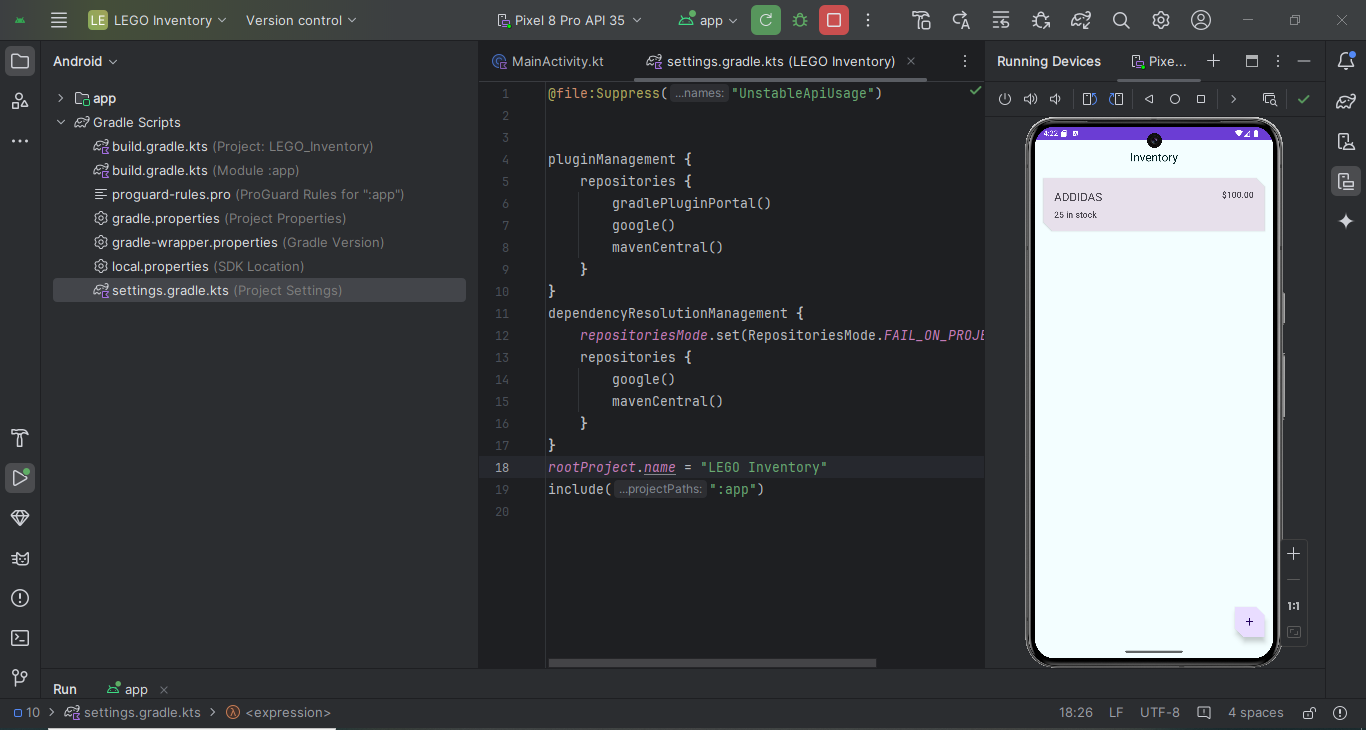 LE LEGO Inventory Version control Pixel 8 Pro API 35 app
Android
app
Gradle Scripts
build.gradle.kts (Project: LEGO_Inventory)
build.gradle.kts (Module :app)
proguard-rules.pro (ProGuard Rules for ":app")
gradle.properties (Project Properties)
gradle-wrapper.properties (Gradle Version)
local.properties (SDK Location)
settings.gradle.kts (Project Settings)
MainActivity.kt settings.gradle.kts (LEGO Inventory)
1 @file:Suppress( ...names: "UnstableApiUsage")
2
3
4 pluginManagement {
5 repositories {
6 gradlePluginPortal()
7 google()
8 mavenCentral()
9 }
10 }
11 dependencyResolutionManagement {
12 repositoriesMode.set(RepositoriesMode.FAIL_ON_PROJE
13 repositories {
14 google()
15 mavenCentral()
16 }
17 }
18 rootProject.name = "LEGO Inventory"
19 include( ...projectPaths: ":app")
20
Running Devices Pixe...
4:22
Inventory
ADDIDAS $100.00
25 in stock
+
1:1
Run app
10 settings.gradle.kts <expression> 18:26 LF UTF-8 4 spaces